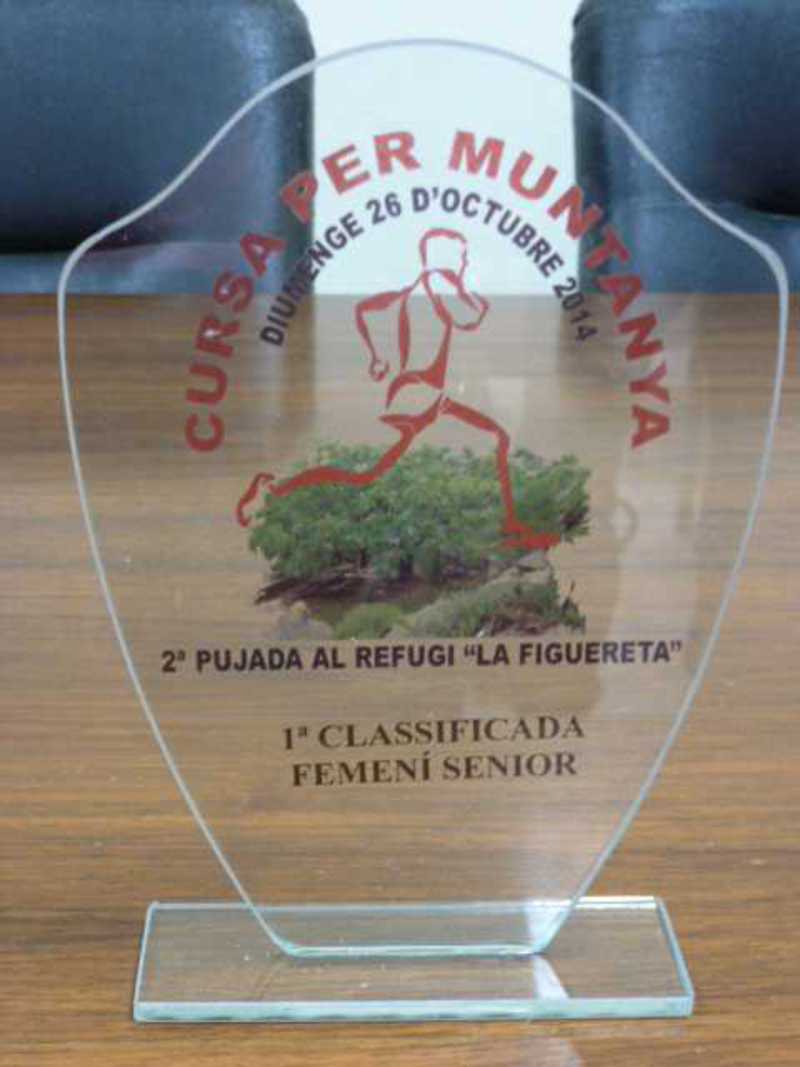 CURSA PER MUNTANYA
DIUMENGE 26 D'OCTUBRE 2014
2ª PUJADA AL REFUGI "LA FIGUERETA"
1ª CLASSIFICADA
FEMENÍ SENIOR